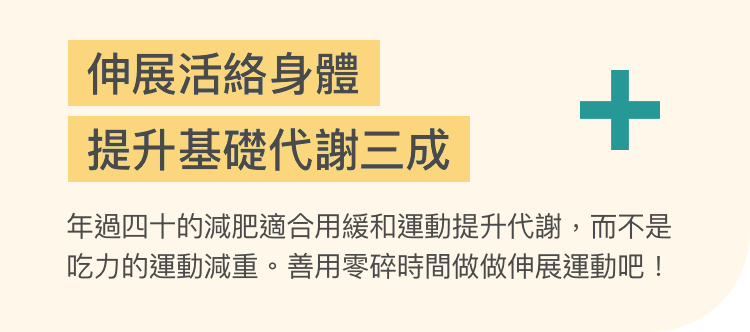 伸展活絡身體
提升基礎代謝三成
年過四十的減肥適合用緩和運動提升代謝，而不是
吃力的運動減重。善用零碎時間做做伸展運動吧！